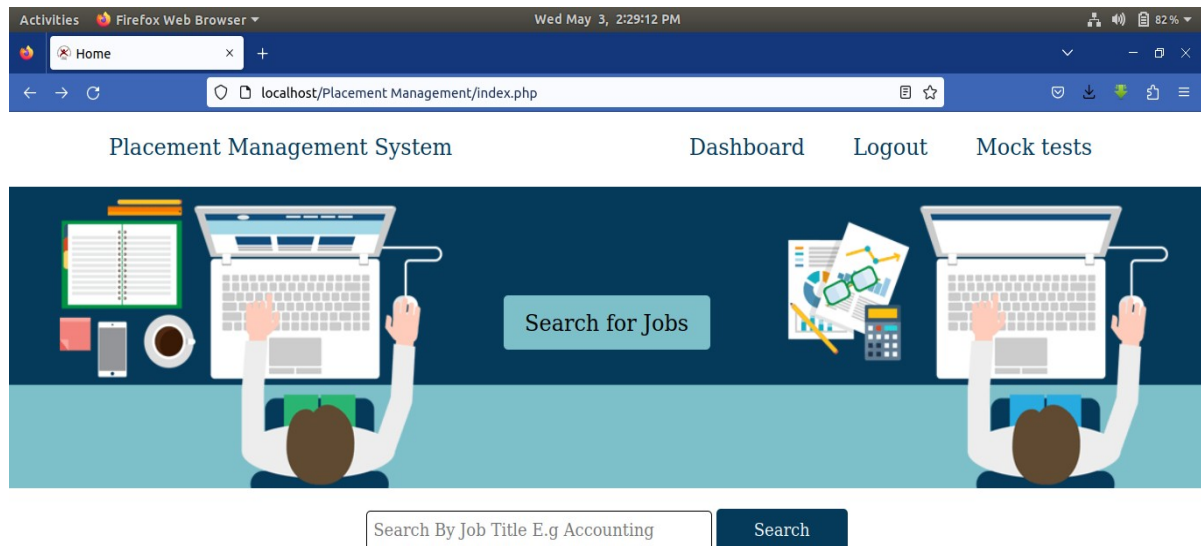 Activities Firefox Web Browser Wed May 3, 2:29:12 PM 82%
Home
localhost/Placement Management/index.php
Placement Management System Dashboard Logout Mock tests
Search for Jobs
Search By Job Title E.g Accounting Search